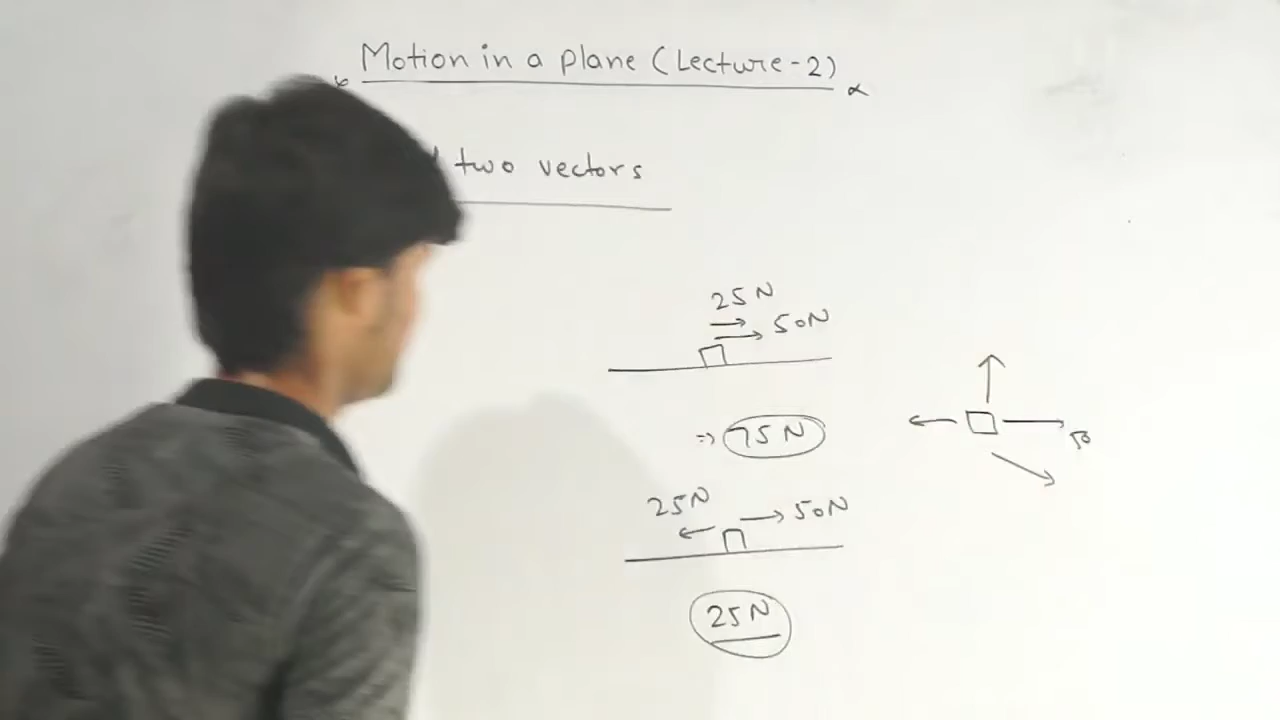 Motion in a plane (Lecture-2)
two vectors
25N
50N
=> 75N
25N
50N
25N